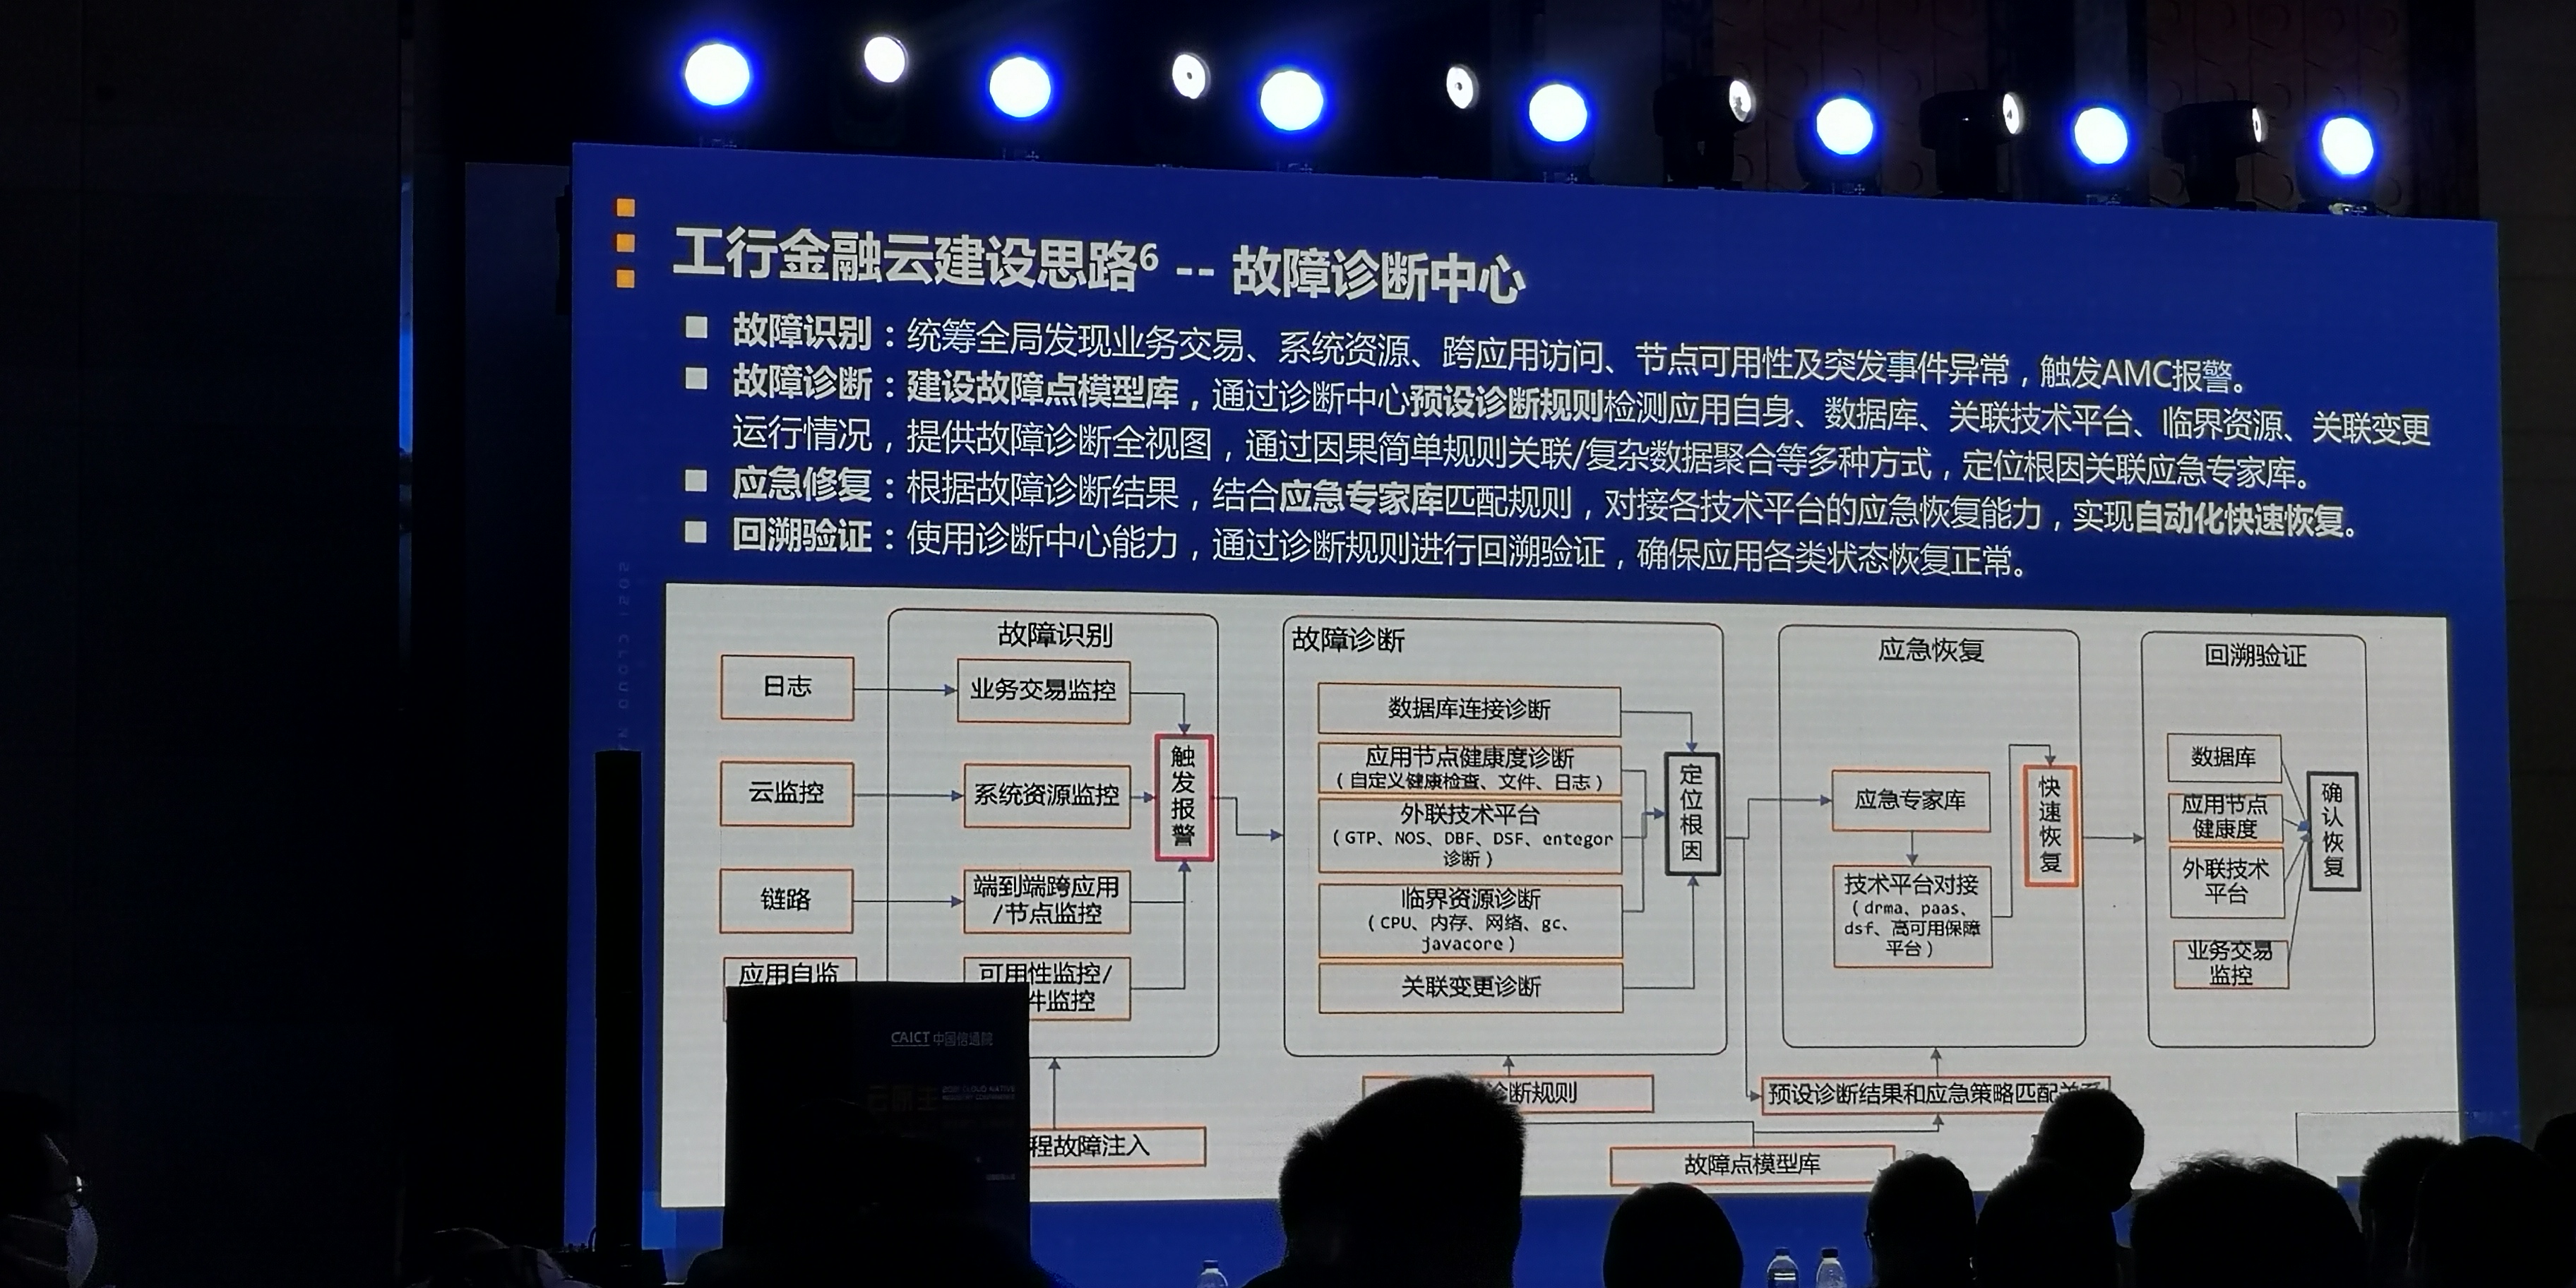 工行金融云建设思路6 -- 故障诊断中心
■ 故障识别：统筹全局发现业务交易、系统资源、跨应用访问、节点可用性及突发事件异常，触发AMC报警。
■ 故障诊断：建设故障点模型库，通过诊断中心预设诊断规则检测应用自身、数据库、关联技术平台、临界资源、关联变更
运行情况，提供故障诊断全视图，通过因果简单规则关联/复杂数据聚合等多种方式，定位根因关联应急专家库。
■ 应急修复：根据故障诊断结果，结合应急专家库匹配规则，对接各技术平台的应急恢复能力，实现自动化快速恢复。
■ 回溯验证：使用诊断中心能力，通过诊断规则进行回溯验证，确保应用各类状态恢复正常。
日志
云监控
链路
应用自监
故障识别
业务交易监控
系统资源监控
端到端跨应用
/节点监控
可用性监控/
件监控
触发报警
故障诊断
数据库连接诊断
应用节点健康度诊断
（自定义健康检查、文件、日志）
外联技术平台
（GTP、NOS、DBF、DSF、entegor
诊断）
临界资源诊断
（CPU、内存、网络、gc、
javacore）
关联变更诊断
定位根因
应急恢复
应急专家库
技术平台对接
（drma、paas、
dsf、高可用保障
平台）
快速恢复
回溯验证
数据库
应用节点
健康度
外联技术
平台
业务交易
监控
确认恢复
程故障注入
诊断规则
预设诊断结果和应急策略匹配关系
故障点模型库
CAICT 中国信通院
云原生
2021 CLOUD NATIVE